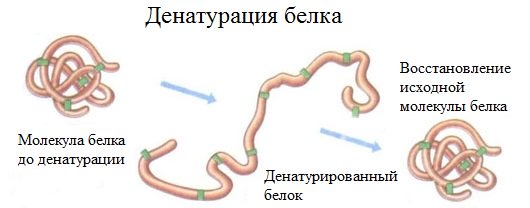 Денатурация белка
Молекула белка
до денатурации
Денатурированный
белок
Восстановление
исходной
молекулы белка